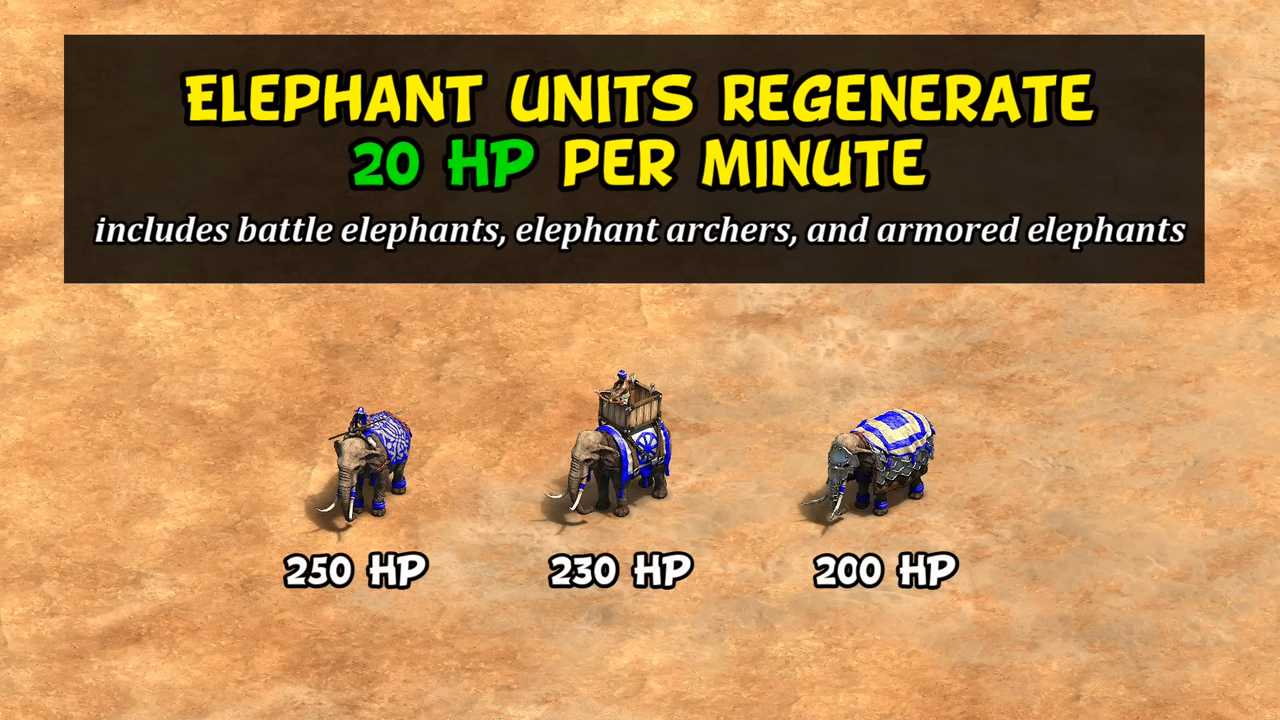 ELEPHANT UNITS REGENERATE
20 HP PER MINUTE
includes battle elephants, elephant archers, and armored elephants
250 HP 230 HP 200 HP